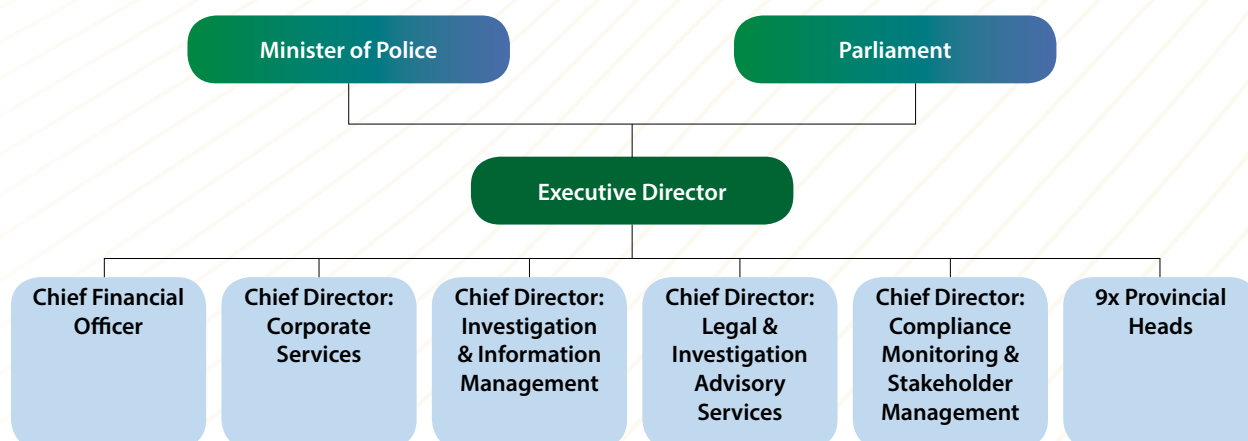 Minister of Police
Parliament
Executive Director
Chief Financial
Officer
Chief Director:
Corporate
Services
Chief Director:
Investigation
& Information
Management
Chief Director:
Legal &
Investigation
Advisory
Services
Chief Director:
Compliance
Monitoring &
Stakeholder
Management
9x Provincial
Heads